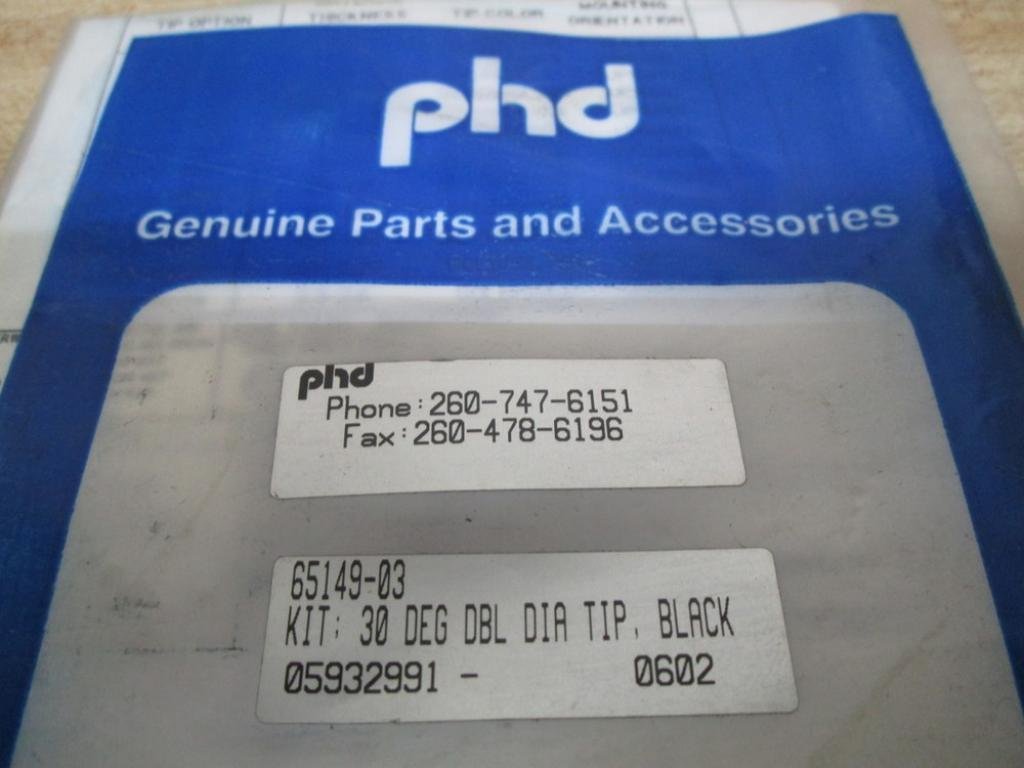 TIP OPTION THICKNESS TIP COLOR MOUNTING
ORIENTATION
phd
Genuine Parts and Accessories
phd
Phone:260-747-6151
Fax:260-478-6196
65149-03
KIT; 30 DEG DBL DIA TIP, BLACK
05932991 - 0602